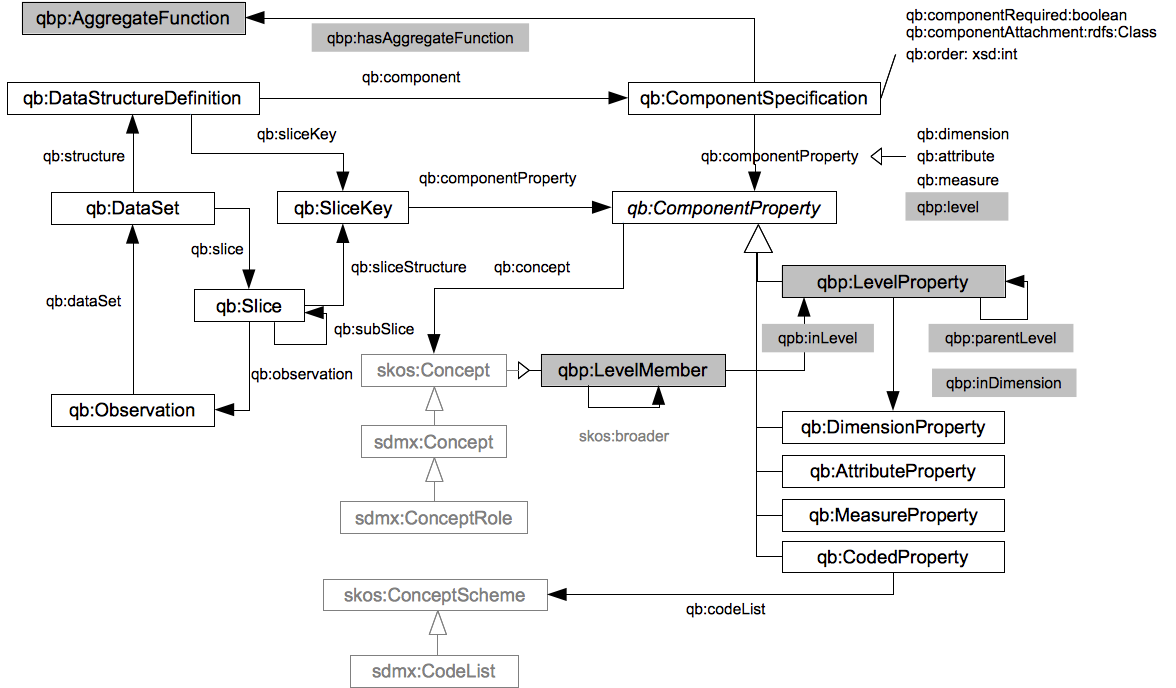 qbp:AggregateFunction
qbp:hasAggregateFunction
qb:componentRequired:boolean
qb:componentAttachment:rdfs:Class
qb:order: xsd:int
qb:component
qb:DataStructureDefinition
qb:ComponentSpecification
qb:sliceKey
qb:structure
qb:componentProperty
qb:dimension
qb:attribute
qb:measure
qbp:level
qb:componentProperty
qb:DataSet
qb:SliceKey
qb:ComponentProperty
qb:slice
qb:sliceStructure
qb:concept
qb:dataSet
qb:Slice
qb:subSlice
qbp:LevelProperty
qpb:inLevel
qbp:parentLevel
qbp:inDimension
qb:observation
skos:Concept
qbp:LevelMember
qb:Observation
skos:broader
sdmx:Concept
sdmx:ConceptRole
qb:DimensionProperty
qb:AttributeProperty
qb:MeasureProperty
qb:CodedProperty
skos:ConceptScheme
qb:codeList
sdmx:CodeList